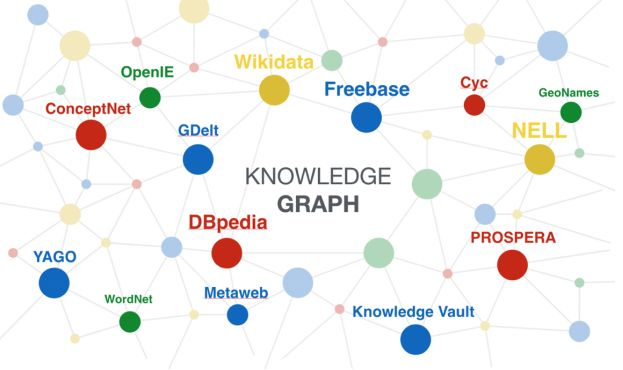 Wikidata
OpenIE
Freebase
Cyc
GeoNames
ConceptNet
GDelt
NELL
KNOWLEDGE
GRAPH
DBpedia
PROSPERA
YAGO
WordNet
Metaweb
Knowledge Vault